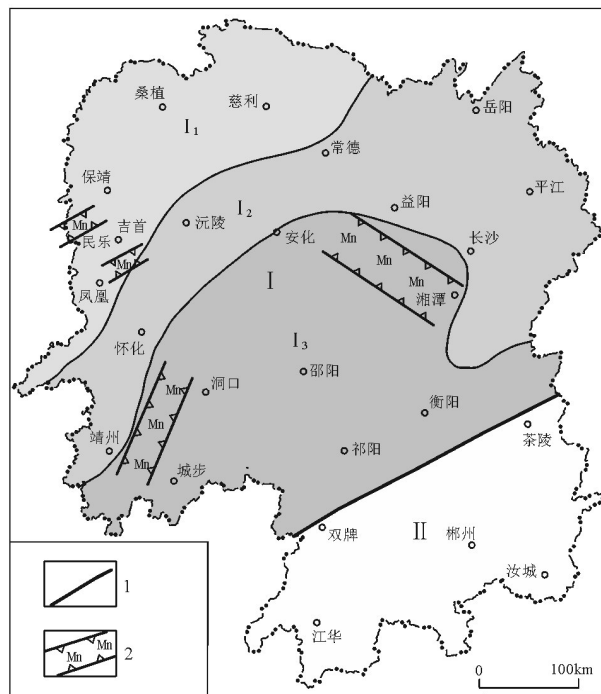 桑植
慈利
岳阳
I₁
常德
保靖
平江
益阳
I₂
沅陵
Mn
民乐
吉首
安化
Mn
长沙
Mn
Mn
Mn
Mn
凤凰
I
湘潭
怀化
I₃
邵阳
Mn
洞口
衡阳
Mn
茶陵
靖州
祁阳
Mn
城步
双牌
II
郴州
汝城
1
江华
Mn
Mn
2
0
100km